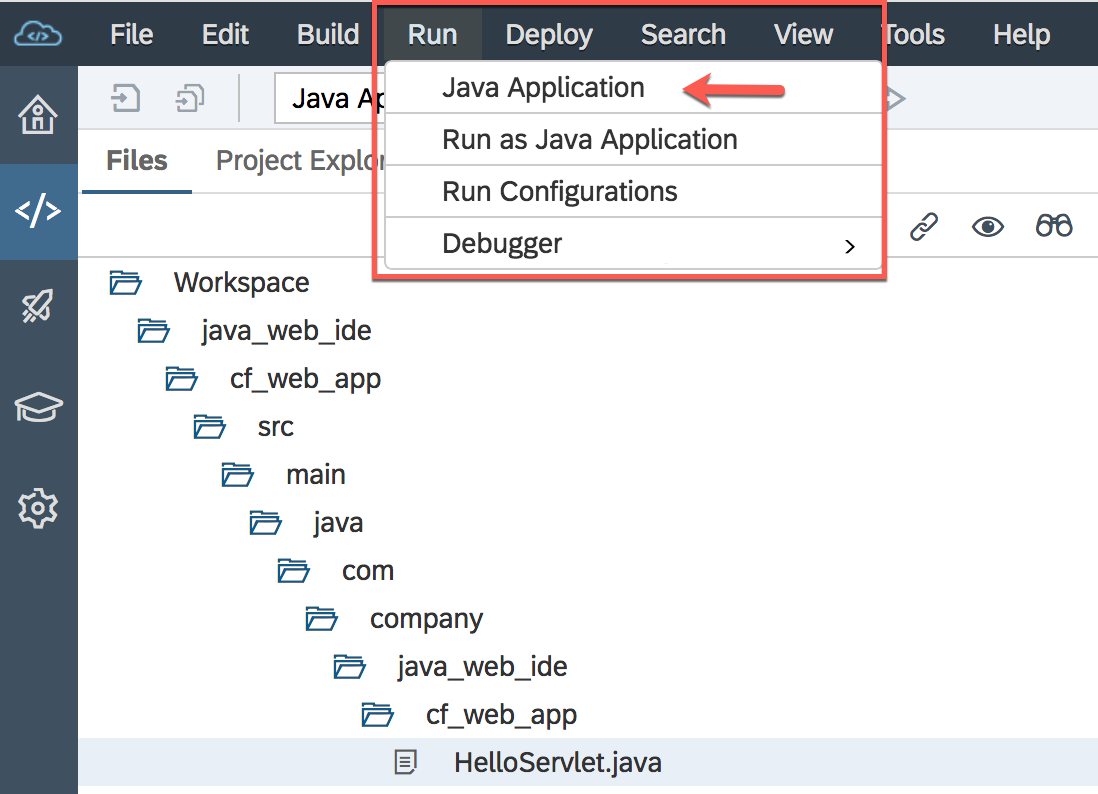 File Edit Build Run Deploy Search View Tools Help
Java Ap
Java Application
Run as Java Application
Run Configurations
Debugger
Files Project Explor
Workspace
java_web_ide
cf_web_app
src
main
java
com
company
java_web_ide
cf_web_app
HelloServlet.java